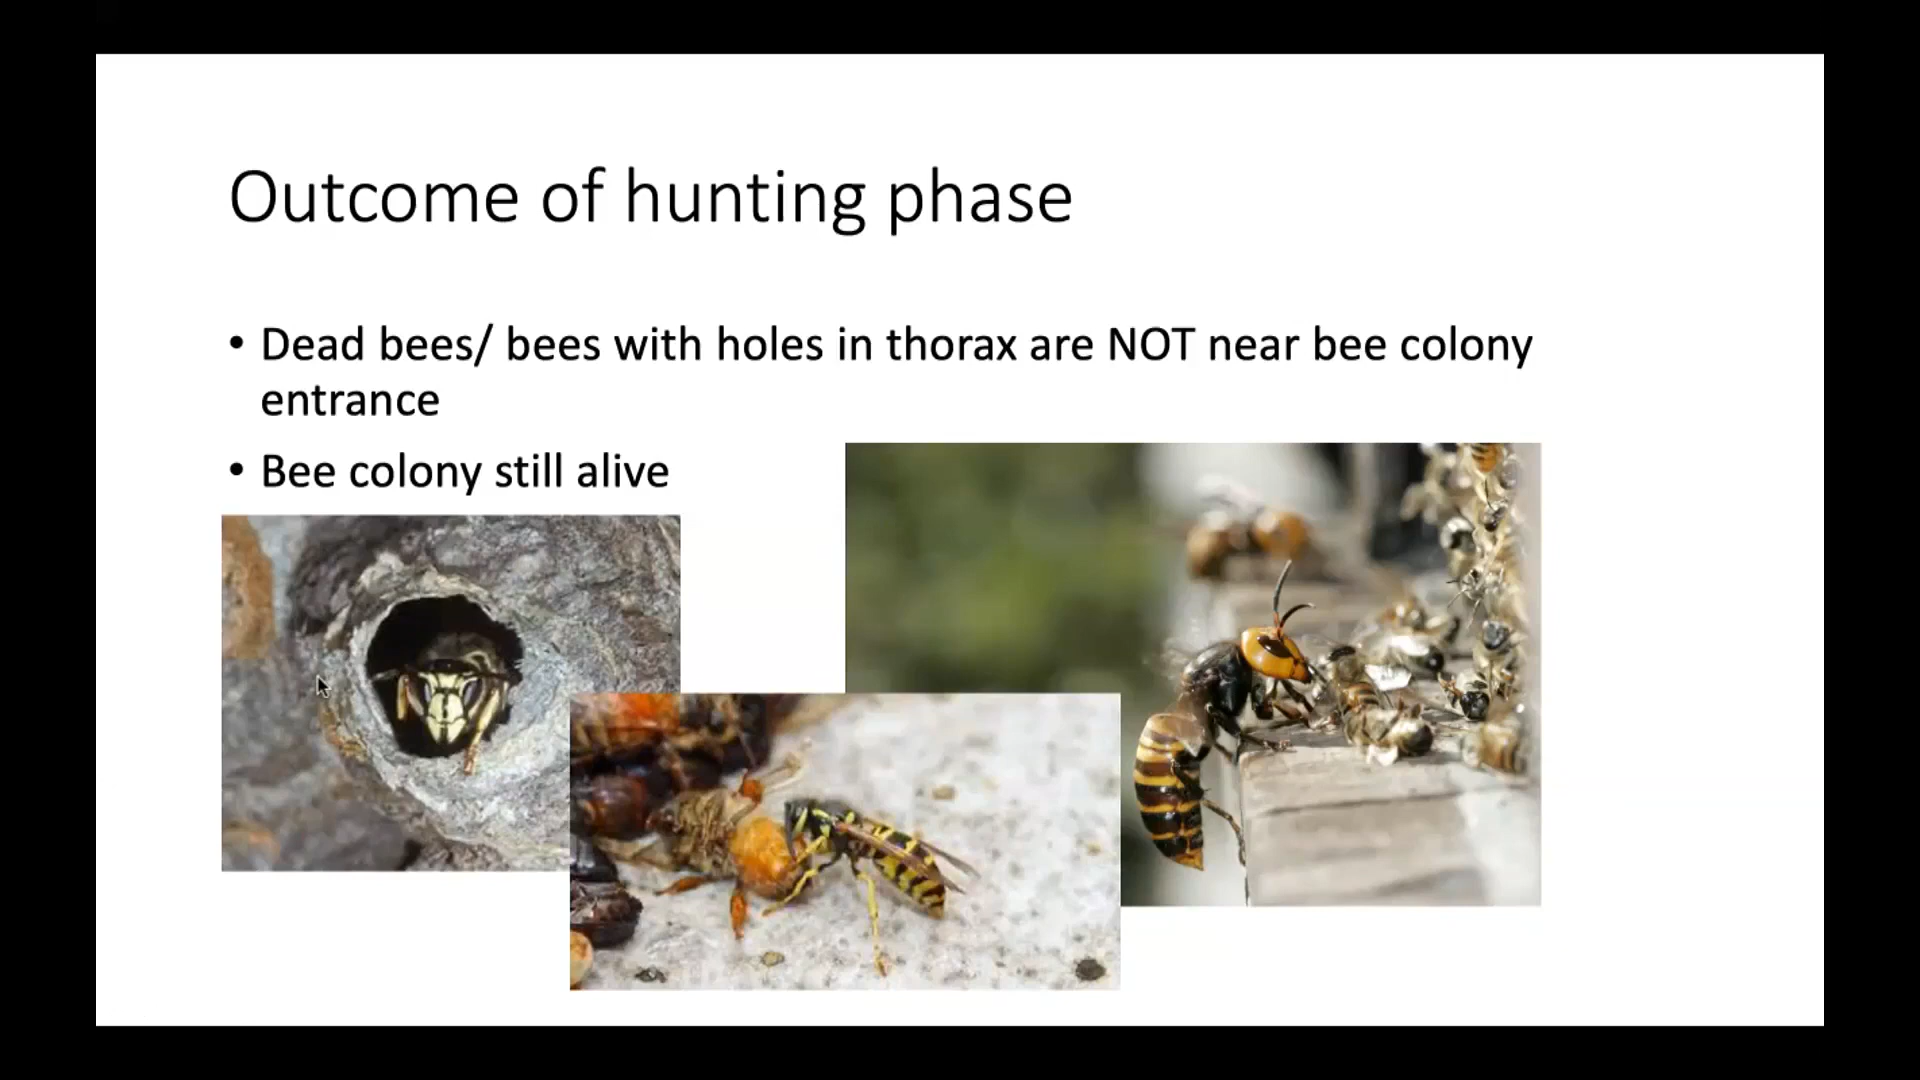 Outcome of hunting phase
• Dead bees/ bees with holes in thorax are NOT near bee colony
entrance
• Bee colony still alive